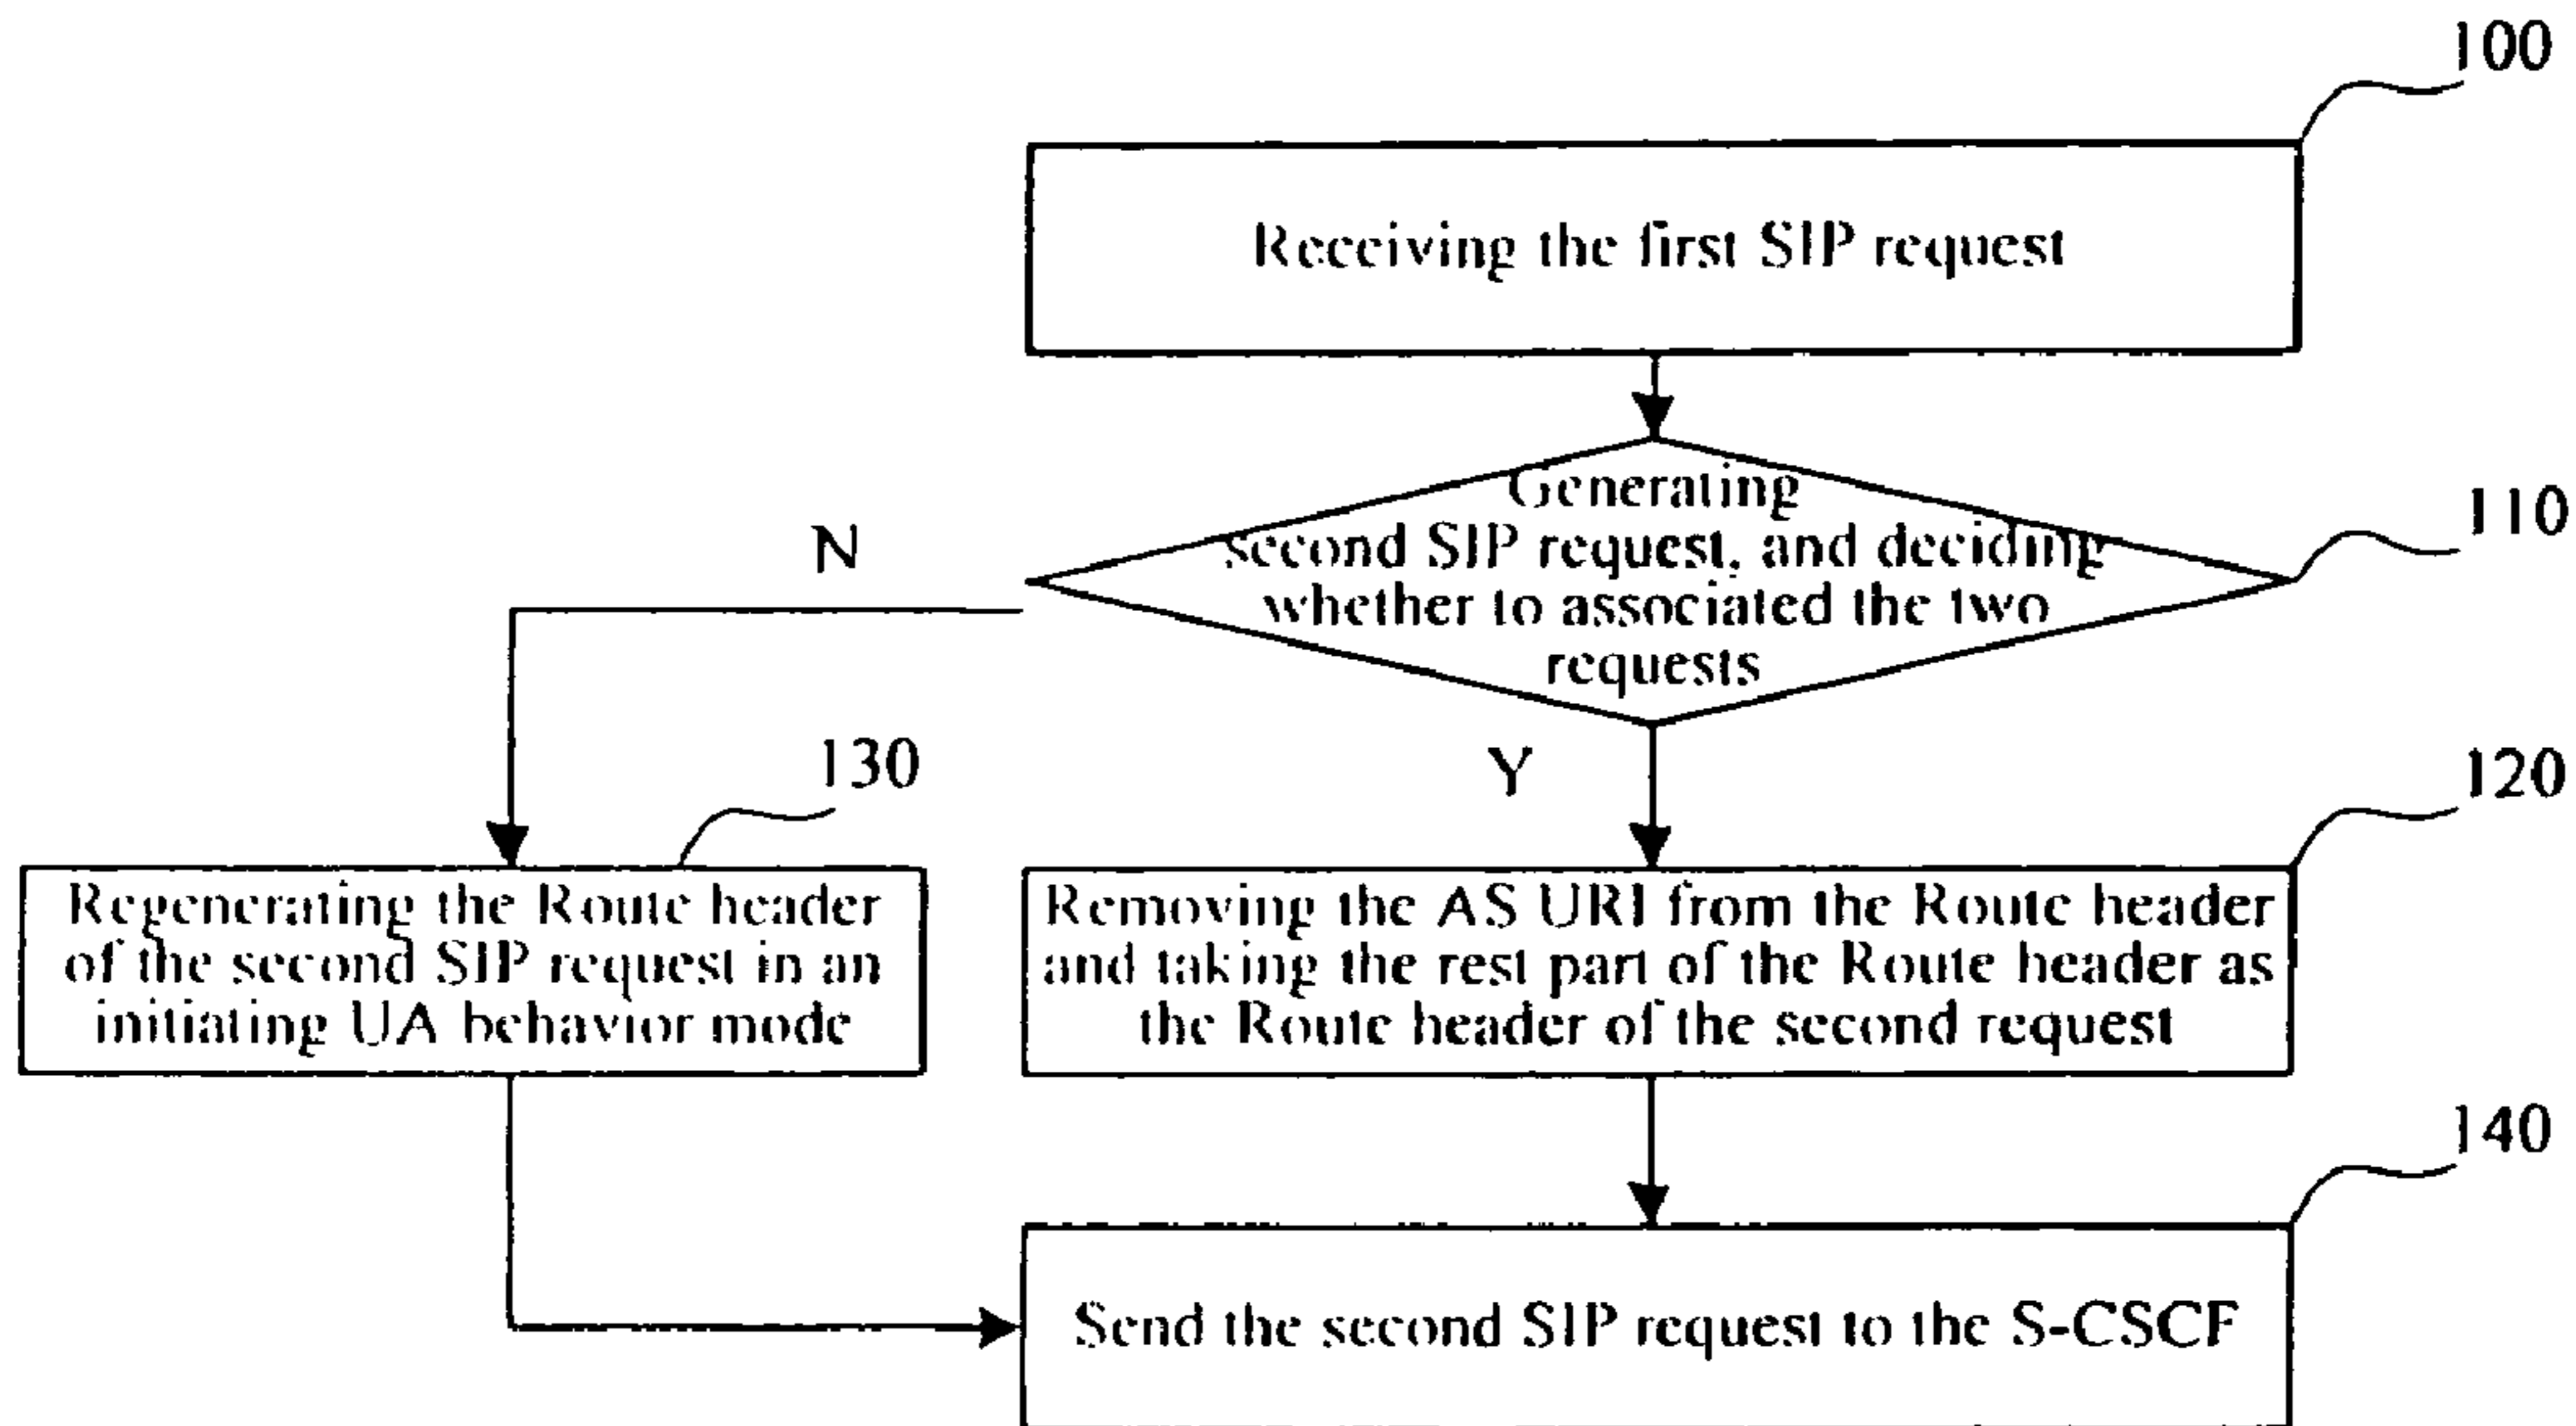 100
Receiving the first SIP request
Generating
second SIP request, and deciding
whether to associated the two
requests
110
N
Y
130
120
Regenerating the Route header
of the second SIP request in an
initiating UA behavior mode
Removing the AS URI from the Route header
and taking the rest part of the Route header as
the Route header of the second request
140
Send the second SIP request to the S-CSCF